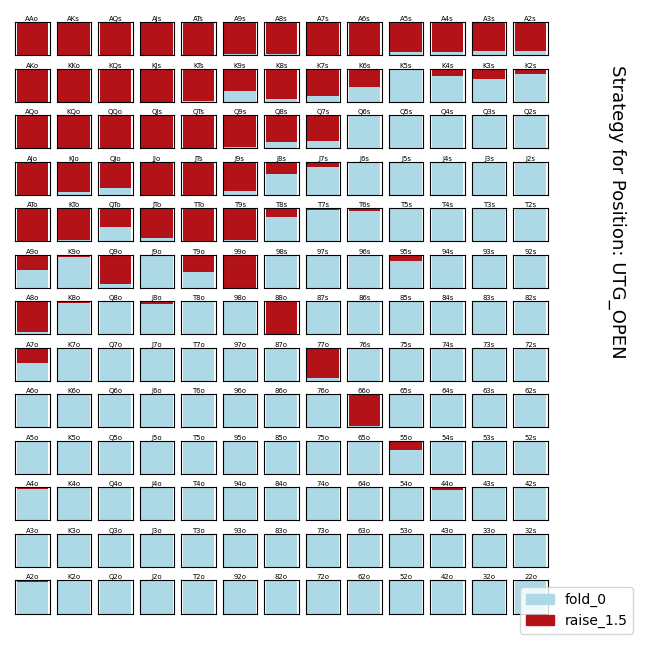 AAo AKs AQs AJs ATs A9s A8s A7s A6s A5s A4s A3s A2s
AKo KKo KQs KJs KTs K9s K8s K7s K6s K5s K4s K3s K2s
AQo KQo QQo QJs QTs Q9s Q8s Q7s Q6s Q5s Q4s Q3s Q2s
AJo KJo QJo JJo JTs J9s J8s J7s J6s J5s J4s J3s J2s
ATo KTo QTo JTo TTo T9s T8s T7s T6s T5s T4s T3s T2s
A9o K9o Q9o J9o T9o 99o 98s 97s 96s 95s 94s 93s 92s
A8o K8o Q8o J8o T8o 98o 88o 87s 86s 85s 84s 83s 82s
A7o K7o Q7o J7o T7o 97o 87o 77o 76s 75s 74s 73s 72s
A6o K6o Q6o J6o T6o 96o 86o 76o 66o 65s 64s 63s 62s
A5o K5o Q5o J5o T5o 95o 85o 75o 65o 55o 54s 53s 52s
A4o K4o Q4o J4o T4o 94o 84o 74o 64o 54o 44o 43s 42s
A3o K3o Q3o J3o T3o 93o 83o 73o 63o 53o 43o 33o 32s
A2o K2o Q2o J2o T2o 92o 82o 72o 62o 52o 42o 32o 22o
Strategy for Position: UTG_OPEN
fold_0
raise_1.5